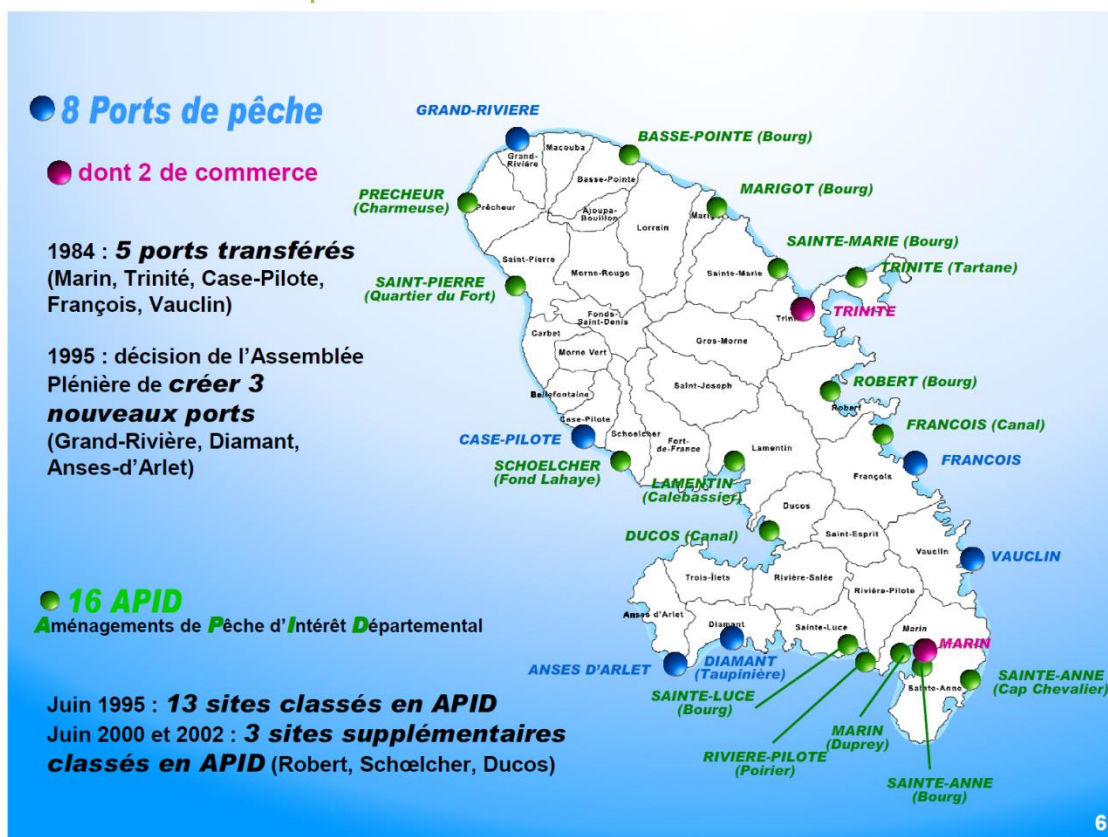 8 Ports de pêche
dont 2 de commerce
1984 : 5 ports transférés
(Marin, Trinité, Case-Pilote,
François, Vauclin)
1995 : décision de l'Assemblée
Plénière de créer 3
nouveaux ports
(Grand-Rivière, Diamant,
Anses-d'Arlet)
16 APID
Aménagements de Pêche d'Intérêt Départemental
Juin 1995 : 13 sites classés en APID
Juin 2000 et 2002 : 3 sites supplémentaires
classés en APID (Robert, Schœlcher, Ducos)
GRAND-RIVIERE
BASSE-POINTE (Bourg)
PRECHEUR
(Charmeuse)
MARIGOT (Bourg)
SAINTE-MARIE (Bourg)
TRINITE (Tartane)
SAINT-PIERRE
(Quartier du Fort)
TRINITE
ROBERT (Bourg)
FRANCOIS (Canal)
CASE-PILOTE
FRANCOIS
SCHOELCHER
(Fond Lahaye)
LAMENTIN
(Calebassier)
DUCOS (Canal)
VAUCLIN
MARIN
ANSES D'ARLET
DIAMANT
(Taupinière)
SAINTE-LUCE
(Bourg)
SAINTE-ANNE
(Cap Chevalier)
MARIN
(Duprey)
RIVIERE-PILOTE
(Poirier)
SAINTE-ANNE
(Bourg)
Grand-
Rivière
Macouba
Basse-Pointe
Prêcheur
Ajoupa-
Bouillon
Lorrain
Marigot
Saint-Pierre
Morne-Rouge
Sainte-Marie
Fonds-
Saint-Denis
Trinité
Carbet
Gros-Morne
Morne Vert
Saint-Joseph
Bellefontaine
Robert
Case-Pilote
Schoelcher
Fort-
de-France
Lamentin
François
Ducos
Saint-Esprit
Vauclin
Trois-Îlets
Rivière-Salée
Rivière-Pilote
Anses d'Arlet
Diamant
Sainte-Luce
Marin
Sainte-Anne
6